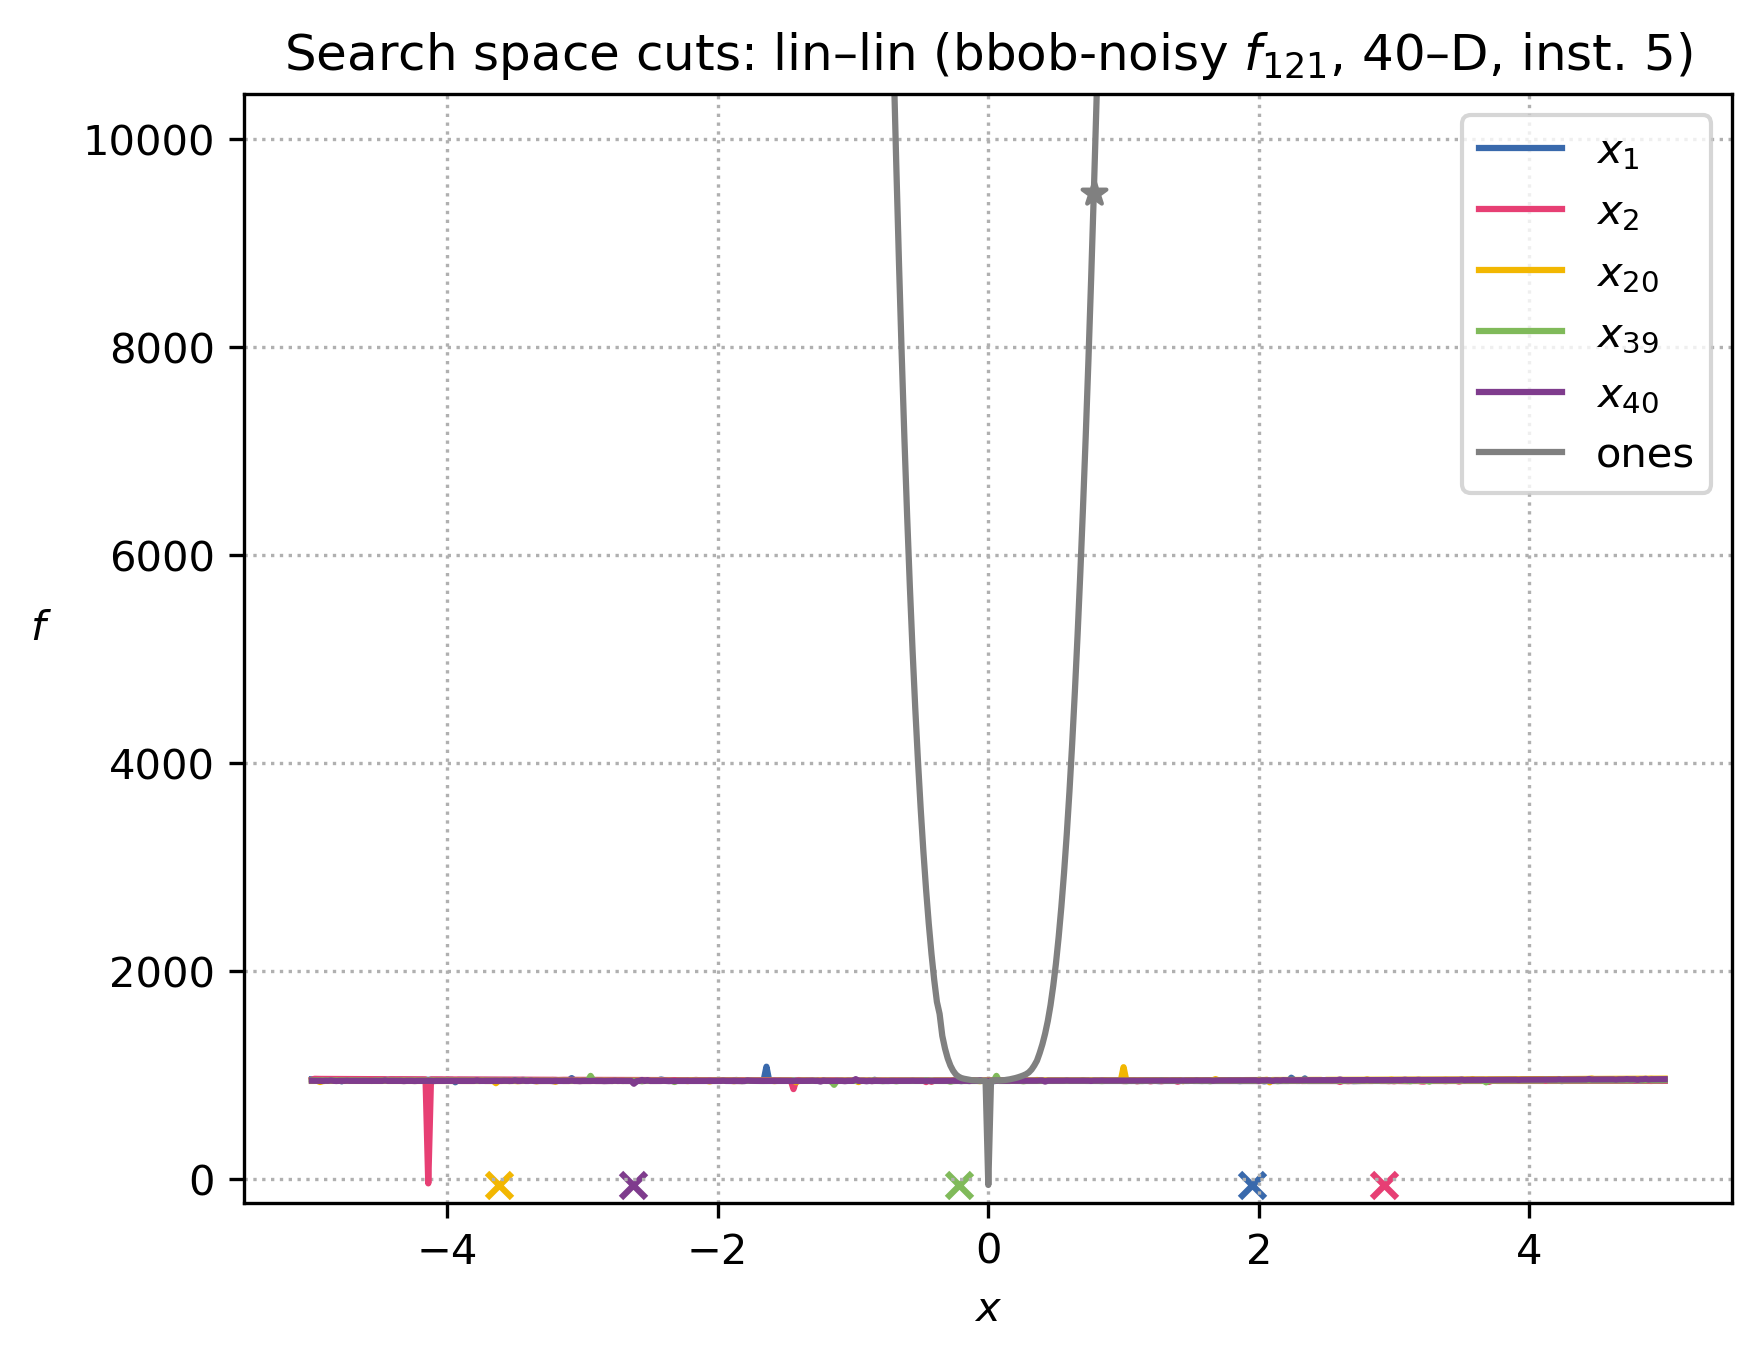 Search space cuts: lin–lin (bbob-noisy f₁₂₁, 40–D, inst. 5)
10000
8000
6000
4000
2000
0
f
−4
−2
0
2
4
x
x₁
x₂
x₂₀
x₃₉
x₄₀
ones